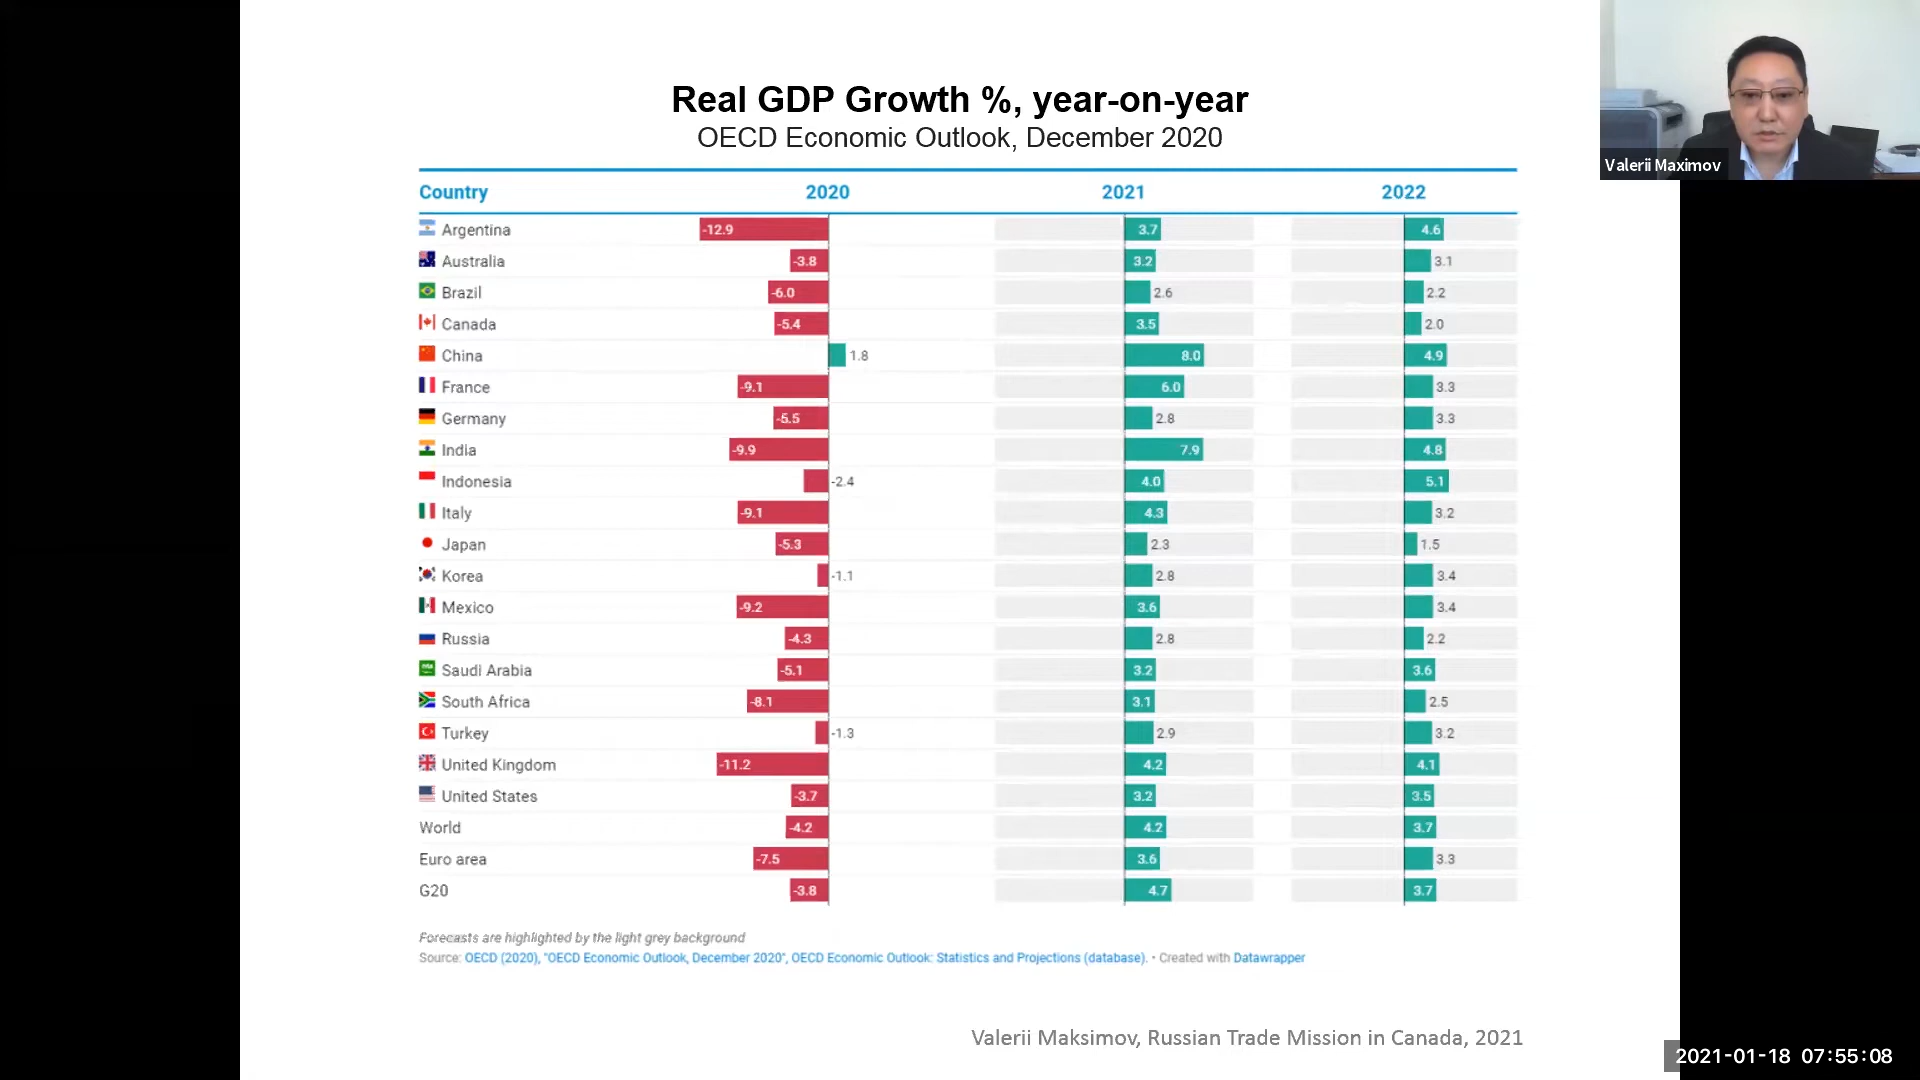 Real GDP Growth %, year-on-year
OECD Economic Outlook, December 2020
Valerii Maximov
Country 2020 2021 2022
Argentina -12.9 3.7 4.6
Australia -3.8 3.2 3.1
Brazil -6.0 2.6 2.2
Canada -5.4 3.5 2.0
China 1.8 8.0 4.9
France -9.1 6.0 3.3
Germany -5.5 2.8 3.3
India -9.9 7.9 4.8
Indonesia -2.4 4.0 5.1
Italy -9.1 4.3 3.2
Japan -5.3 2.3 1.5
Korea -1.1 2.8 3.4
Mexico -9.2 3.6 3.4
Russia -4.3 2.8 2.2
Saudi Arabia -5.1 3.2 3.6
South Africa -8.1 3.1 2.5
Turkey -1.3 2.9 3.2
United Kingdom -11.2 4.2 4.1
United States -3.7 3.2 3.5
World -4.2 4.2 3.7
Euro area -7.5 3.6 3.3
G20 -3.8 4.7 3.7
Forecasts are highlighted by the light grey background
Source: OECD (2020), "OECD Economic Outlook, December 2020", OECD Economic Outlook: Statistics and Projections (database). • Created with Datawrapper
Valerii Maksimov, Russian Trade Mission in Canada, 2021
2021-01-18 07:55:08